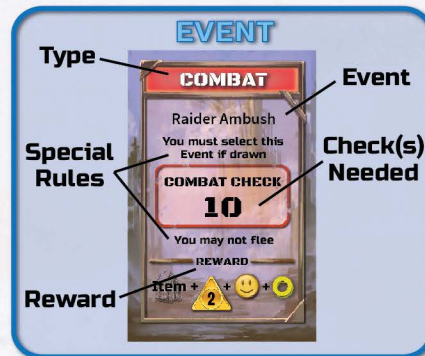 EVENT
Type
COMBAT
Event
Raider Ambush
You must select this
Event if drawn
Special
Rules
Check(s)
Needed
COMBAT CHECK
10
You may not flee
REWARD
Reward
Item + 2 + +